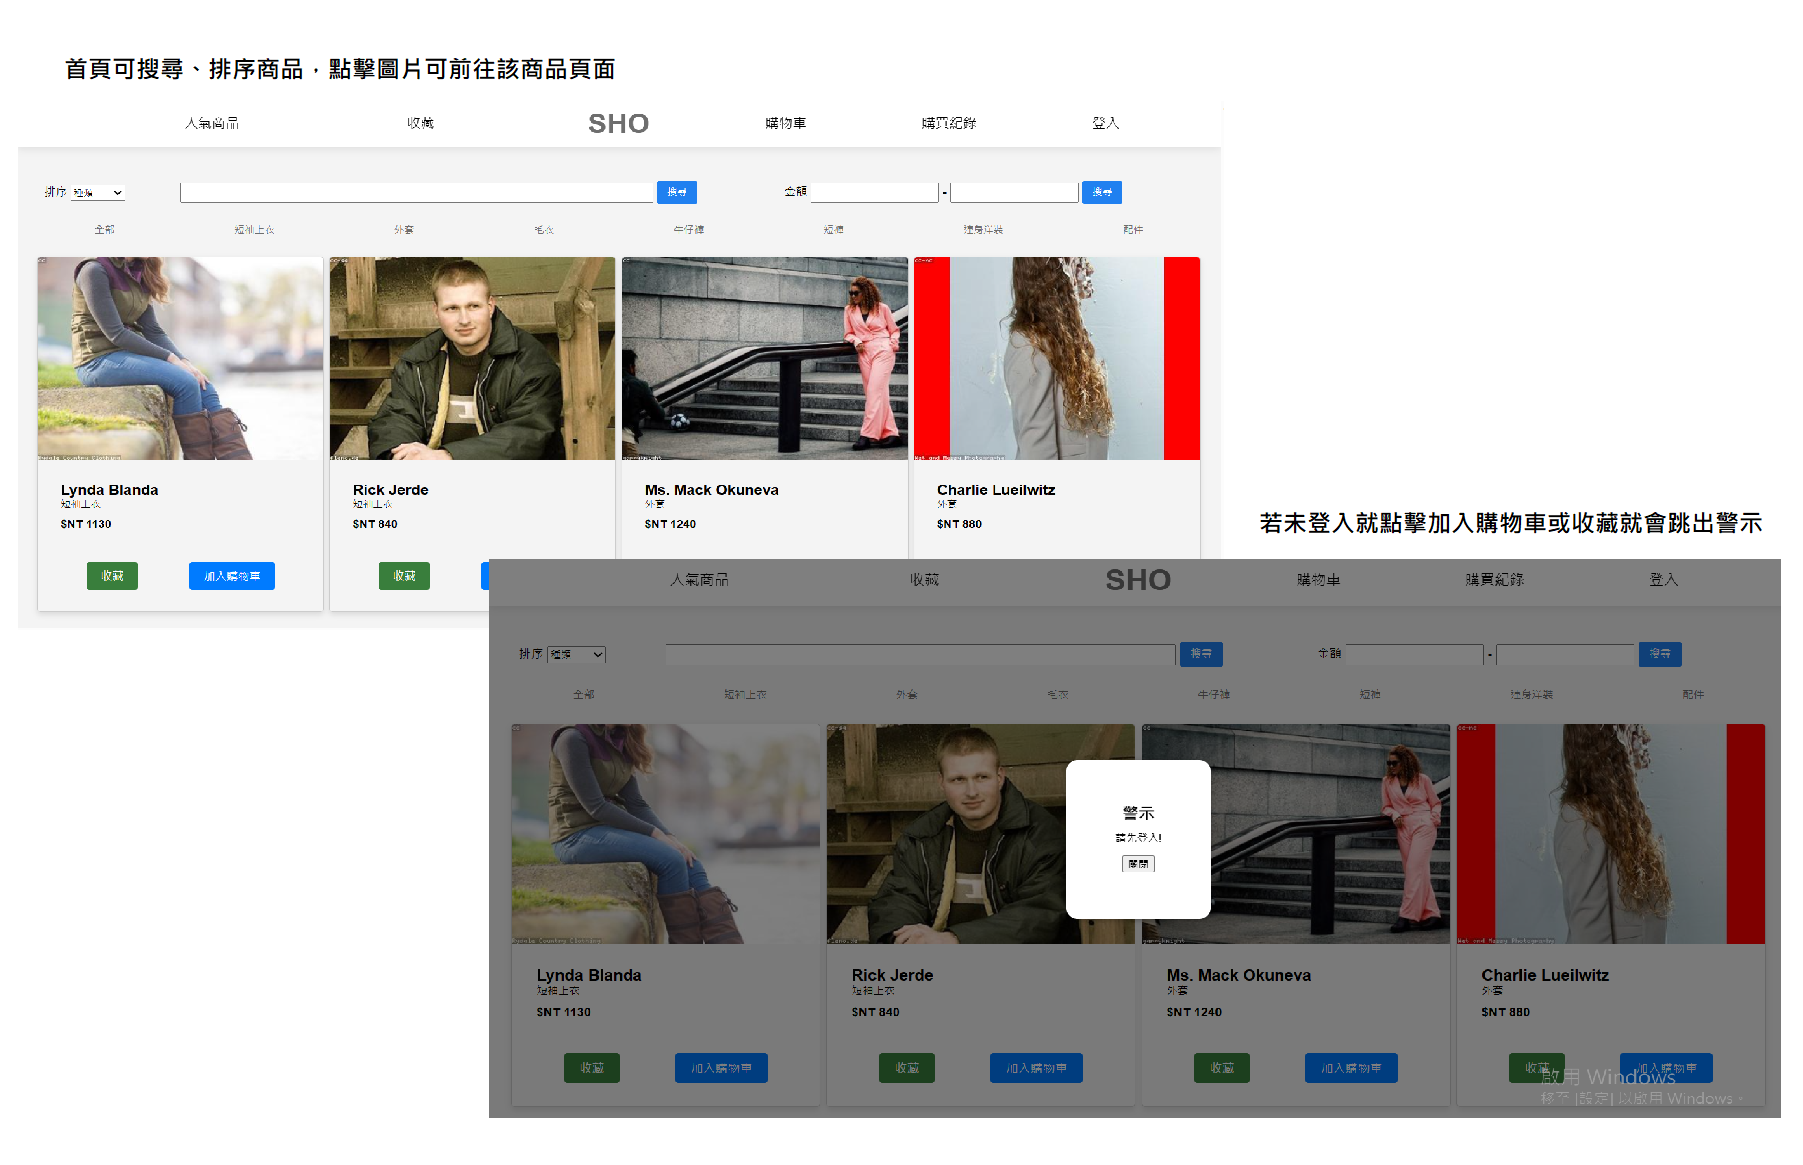 首頁可搜尋、排序商品，點擊圖片可前往該商品頁面
人氣商品 收藏 SHO 購物車 購買紀錄 登入
排序 種類 搜尋 金額 - 搜尋
全部 短袖上衣 外套 毛衣 牛仔褲 短褲 連身洋裝 配件
Lynda Blanda Rick Jerde Ms. Mack Okuneva Charlie Lueilwitz
短袖上衣 短袖上衣 外套 外套
$NT 1130 $NT 840 $NT 1240 $NT 880
收藏 加入購物車 收藏
若未登入就點擊加入購物車或收藏就會跳出警示
人氣商品 收藏 SHO 購物車 購買紀錄 登入
排序 種類 搜尋 金額 - 搜尋
全部 短袖上衣 外套 毛衣 牛仔褲 短褲 連身洋裝 配件
警示
請先登入!
關閉
Lynda Blanda Rick Jerde Ms. Mack Okuneva Charlie Lueilwitz
短袖上衣 短袖上衣 外套 外套
$NT 1130 $NT 840 $NT 1240 $NT 880
收藏 加入購物車 收藏 加入購物車 收藏 加入購物車 收藏 加入購物車
啟用 Windows
移至 [設定] 以啟用 Windows。